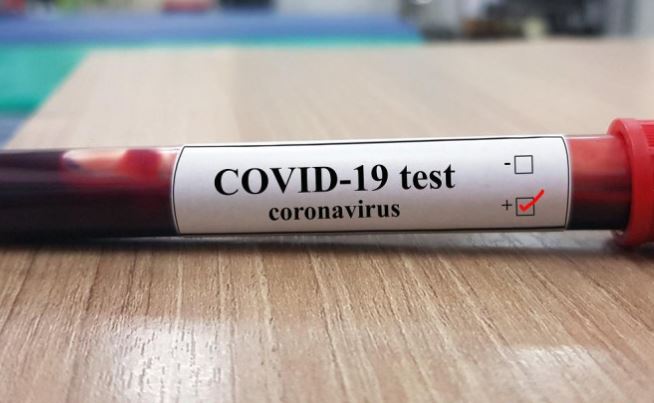 COVID-19 test
coronavirus
-☐
+☑